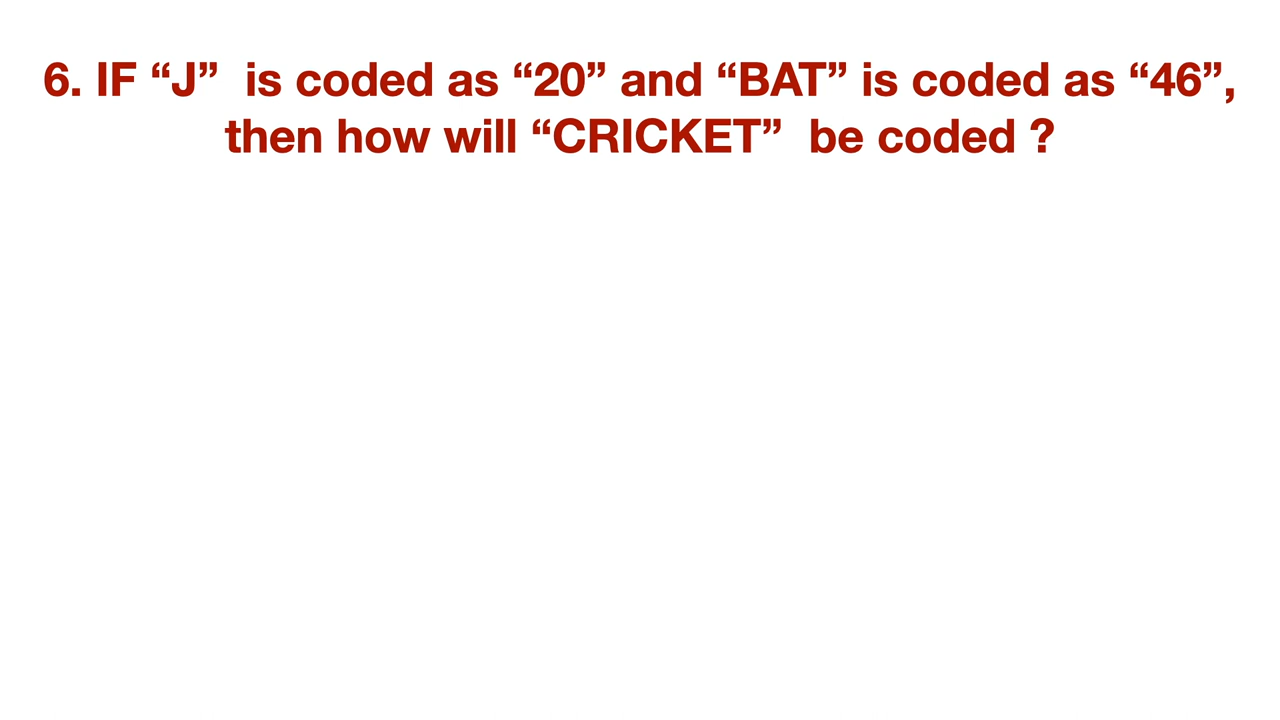 6. IF “J”  is coded as “20” and “BAT” is coded as “46”,
then how will “CRICKET”  be coded ?